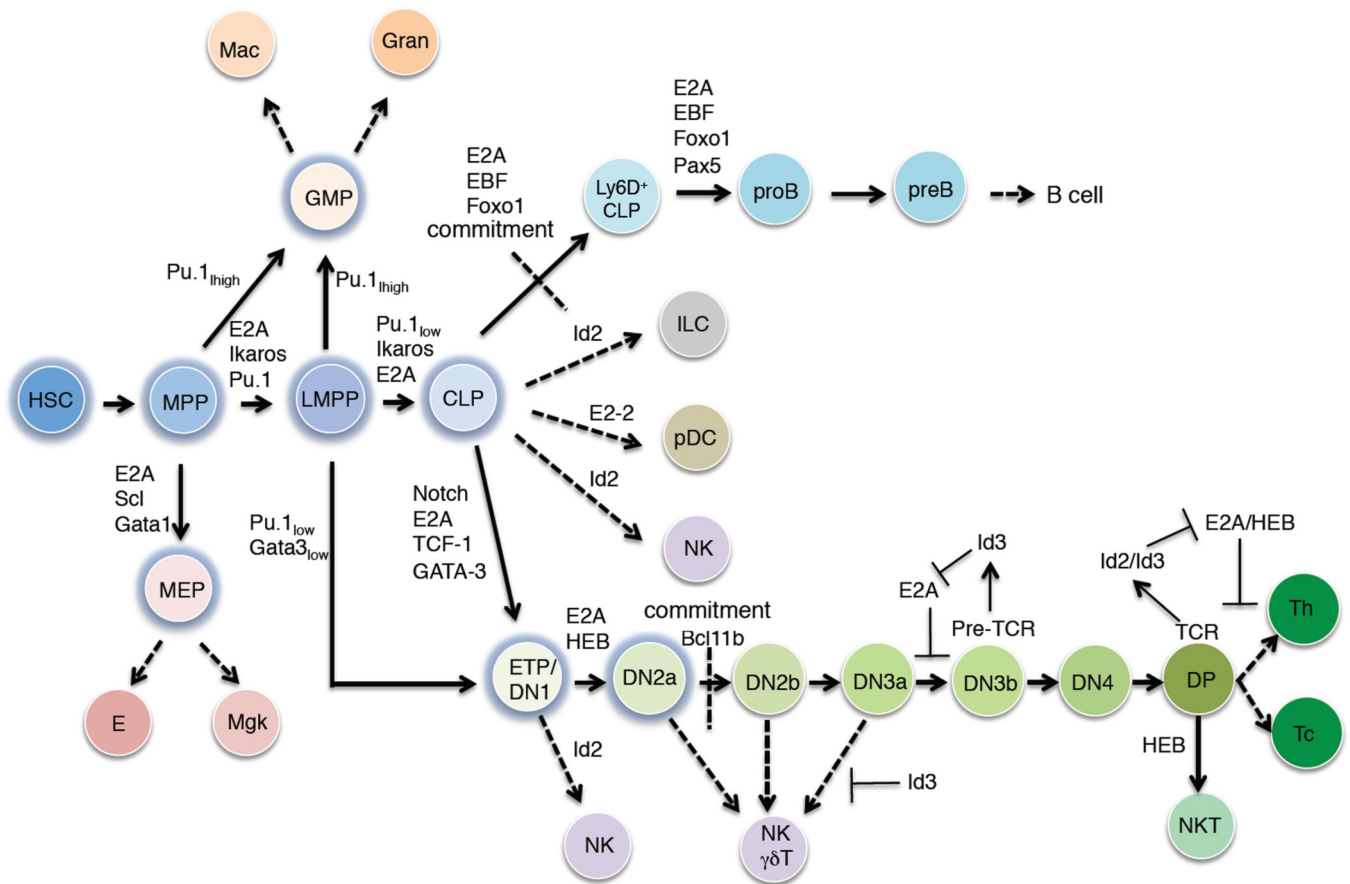 Mac
Gran
GMP
E2A
EBF
Foxo1
Pax5
E2A
EBF
Foxo1
commitment
Ly6D+
CLP
proB
preB
B cell
Pu.1lhigh
Pu.1lhigh
E2A
Ikaros
Pu.1
Pu.1low
Ikaros
E2A
Id2
ILC
HSC
MPP
LMPP
CLP
E2-2
pDC
Id2
NK
E2A
Scl
Gata1
MEP
E
Mgk
Pu.1low
Gata3low
Notch
E2A
TCF-1
GATA-3
ETP/
DN1
E2A
HEB
DN2a
commitment
Bcl11b
DN2b
DN3a
E2A
Id3
Pre-TCR
DN3b
DN4
Id2/Id3
E2A/HEB
TCR
DP
Th
Tc
HEB
NKT
Id2
NK
Id3
NK
γδT